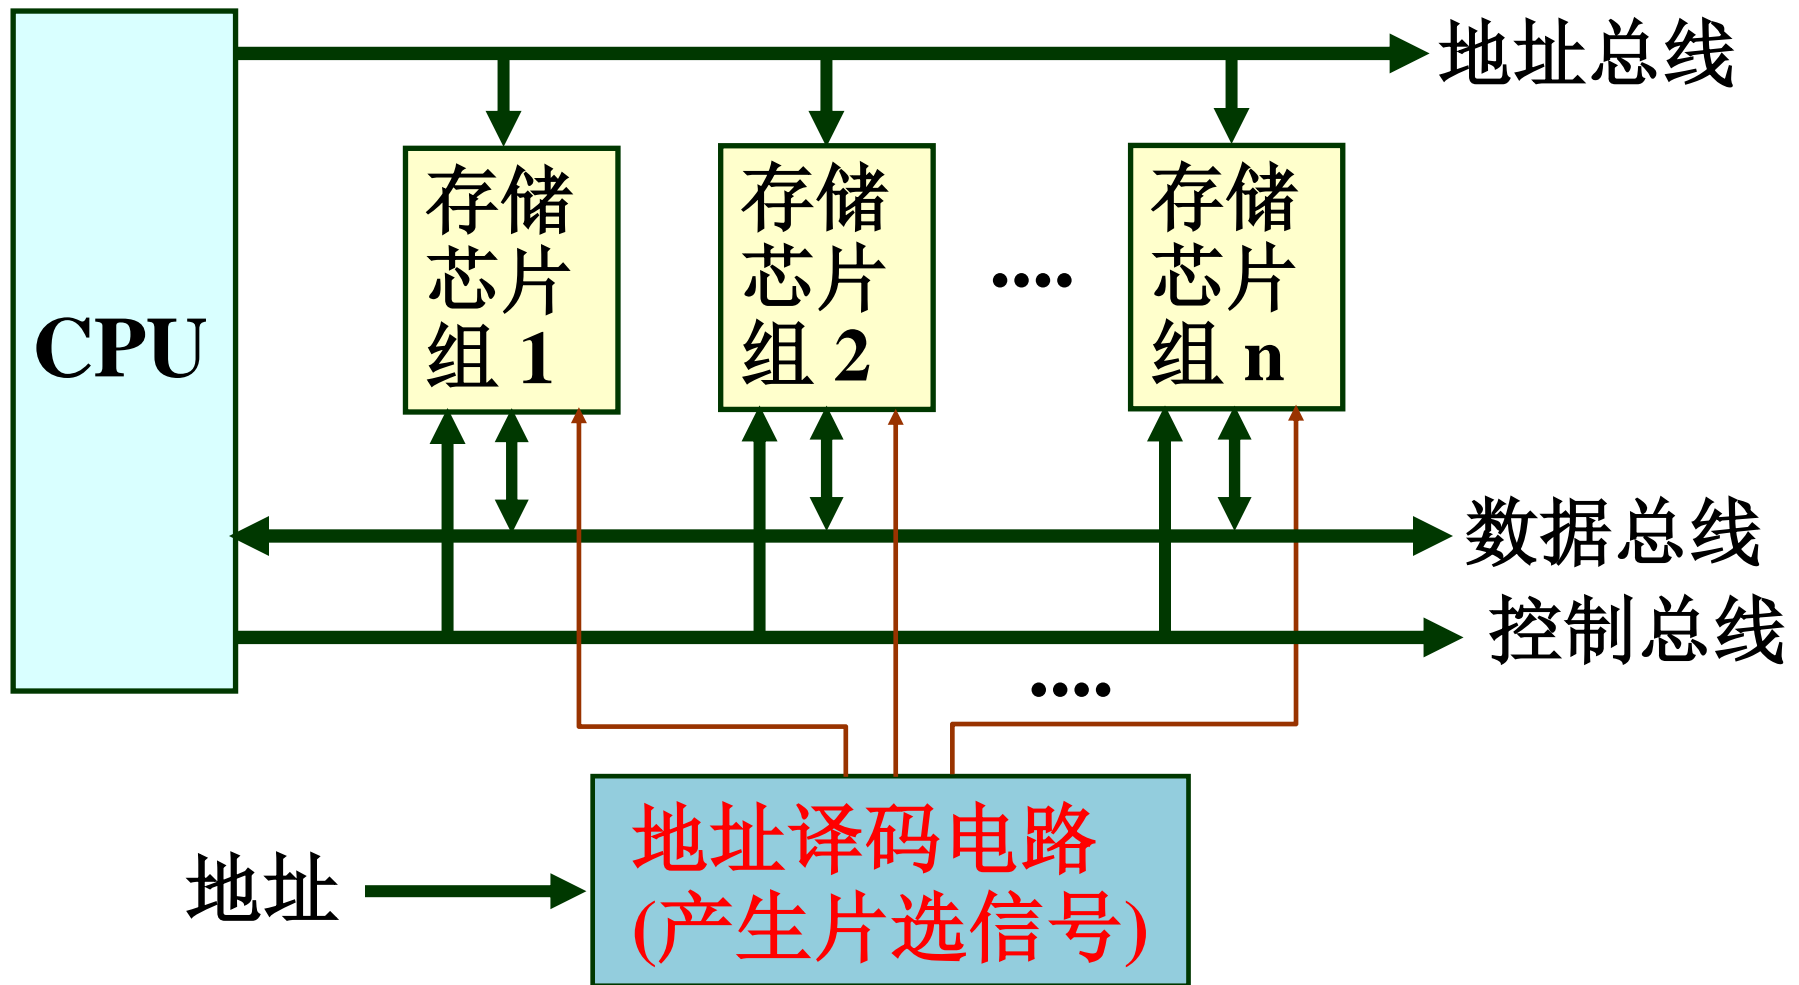 地址总线
存储
芯片
组 1
存储
芯片
组 2
····
存储
芯片
组 n
CPU
数据总线
控制总线
····
地址
地址译码电路
(产生片选信号)